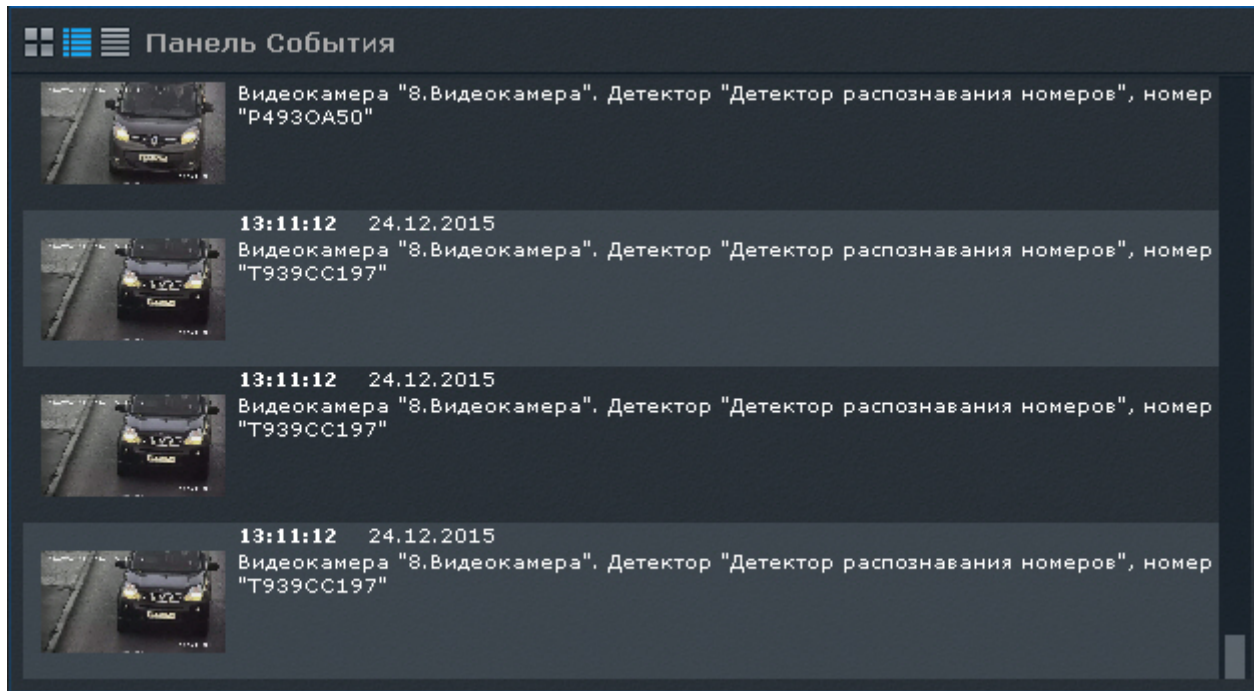 Панель События
Видеокамера "8.Видеокамера". Детектор "Детектор распознавания номеров", номер
"Р493ОА50"
13:11:12 24.12.2015
Видеокамера "8.Видеокамера". Детектор "Детектор распознавания номеров", номер
"Т939СС197"
13:11:12 24.12.2015
Видеокамера "8.Видеокамера". Детектор "Детектор распознавания номеров", номер
"Т939СС197"
13:11:12 24.12.2015
Видеокамера "8.Видеокамера". Детектор "Детектор распознавания номеров", номер
"Т939СС197"